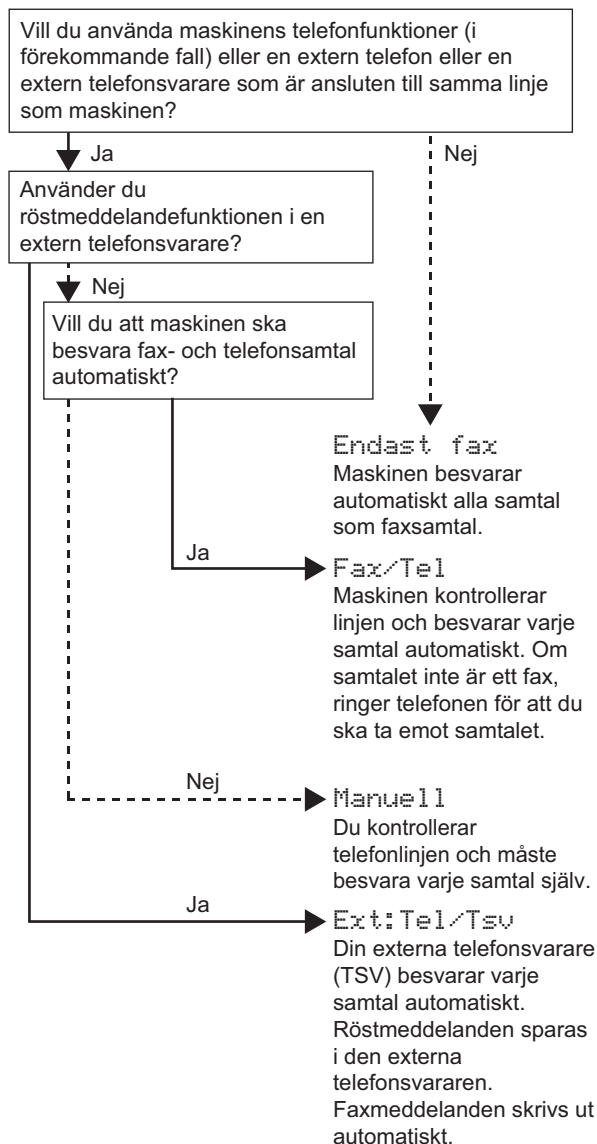 Vill du använda maskinens telefonfunktioner (i
förekommande fall) eller en extern telefon eller en
extern telefonsvarare som är ansluten till samma linje
som maskinen?
Ja
Nej
Använder du
röstmeddelandefunktionen i en
extern telefonsvarare?
Nej
Vill du att maskinen ska
besvara fax- och telefonsamtal
automatiskt?
Endast fax
Maskinen besvarar
automatiskt alla samtal
som faxsamtal.
Ja
Fax/Tel
Maskinen kontrollerar
linjen och besvarar varje
samtal automatiskt. Om
samtalet inte är ett fax,
ringer telefonen för att du
ska ta emot samtalet.
Nej
Manuell
Du kontrollerar
telefonlinjen och måste
besvara varje samtal själv.
Ja
Ext:Tel/Tsv
Din externa telefonsvarare
(TSV) besvarar varje
samtal automatiskt.
Röstmeddelanden sparas
i den externa
telefonsvararen.
Faxmeddelanden skrivs ut
automatiskt.